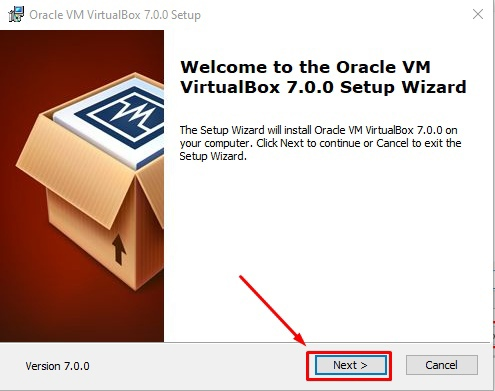 Oracle VM VirtualBox 7.0.0 Setup
Welcome to the Oracle VM
VirtualBox 7.0.0 Setup Wizard
The Setup Wizard will install Oracle VM VirtualBox 7.0.0 on
your computer. Click Next to continue or Cancel to exit the
Setup Wizard.
Version 7.0.0
Next >
Cancel